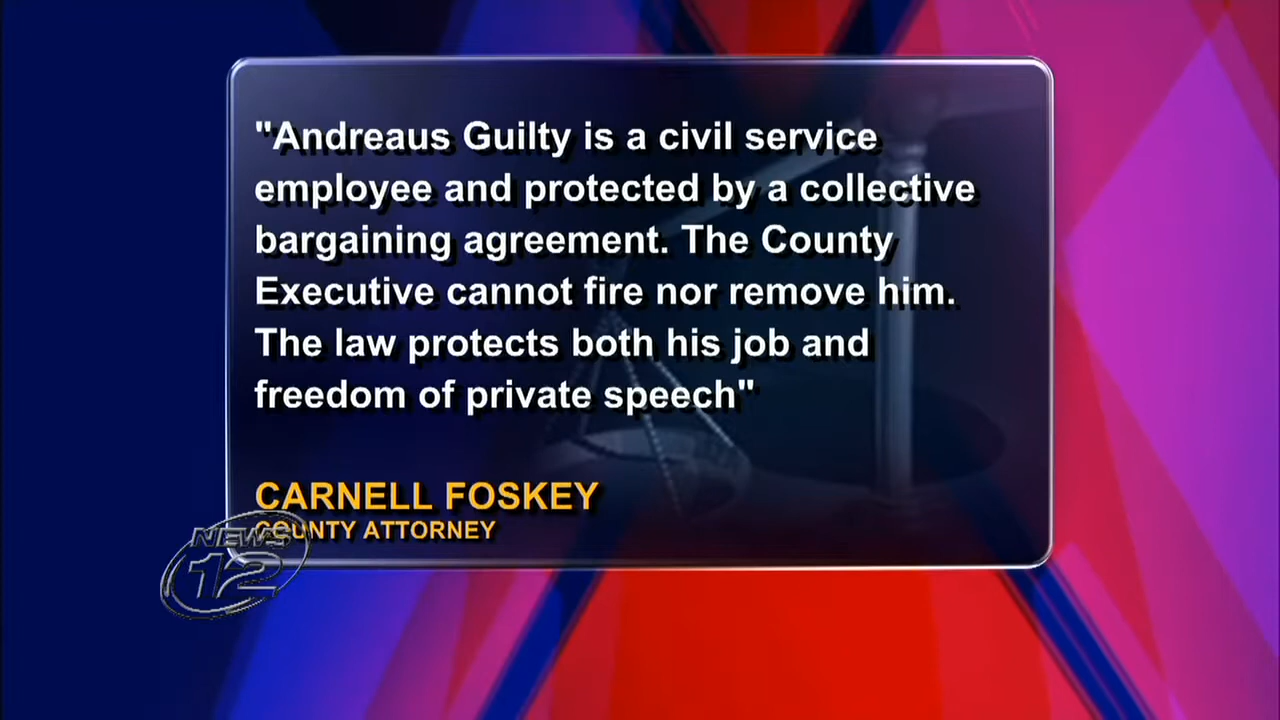 "Andreaus Guilty is a civil service
employee and protected by a collective
bargaining agreement. The County
Executive cannot fire nor remove him.
The law protects both his job and
freedom of private speech"
CARNELL FOSKEY
COUNTY ATTORNEY
NEWS
12